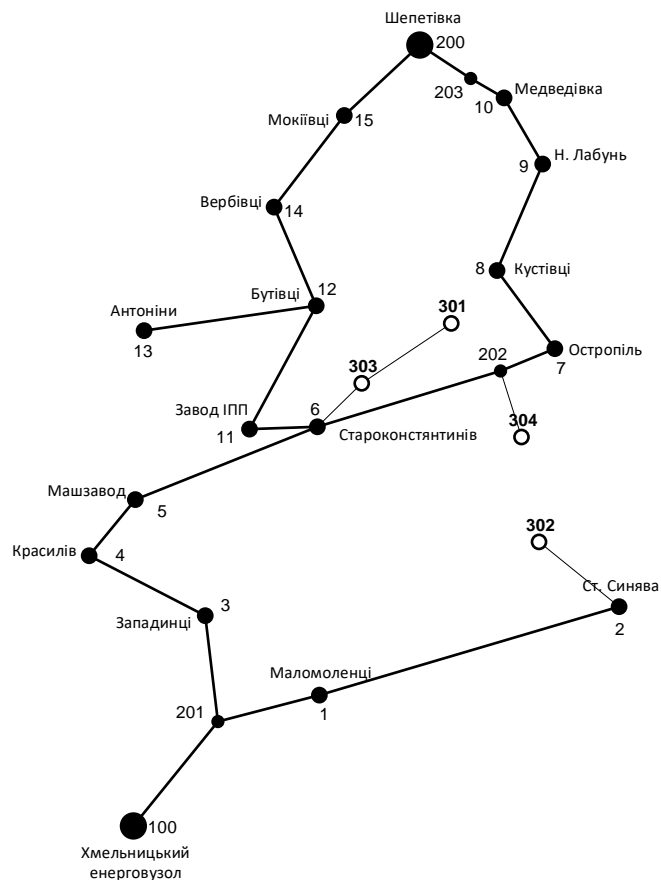 Шепетівка
200
203
Медведівка
10
Мокіївці
15
Н. Лабунь
9
Вербівці
14
8
Кустівці
Бутівці
12
Антоніни
13
301
Остропіль
7
202
303
Завод ІПП
11
6
Староконстянтинів
304
Машзавод
5
302
Красилів
4
Ст. Синява
2
3
Западинці
Маломоленці
1
201
100
Хмельницький
енерговузол